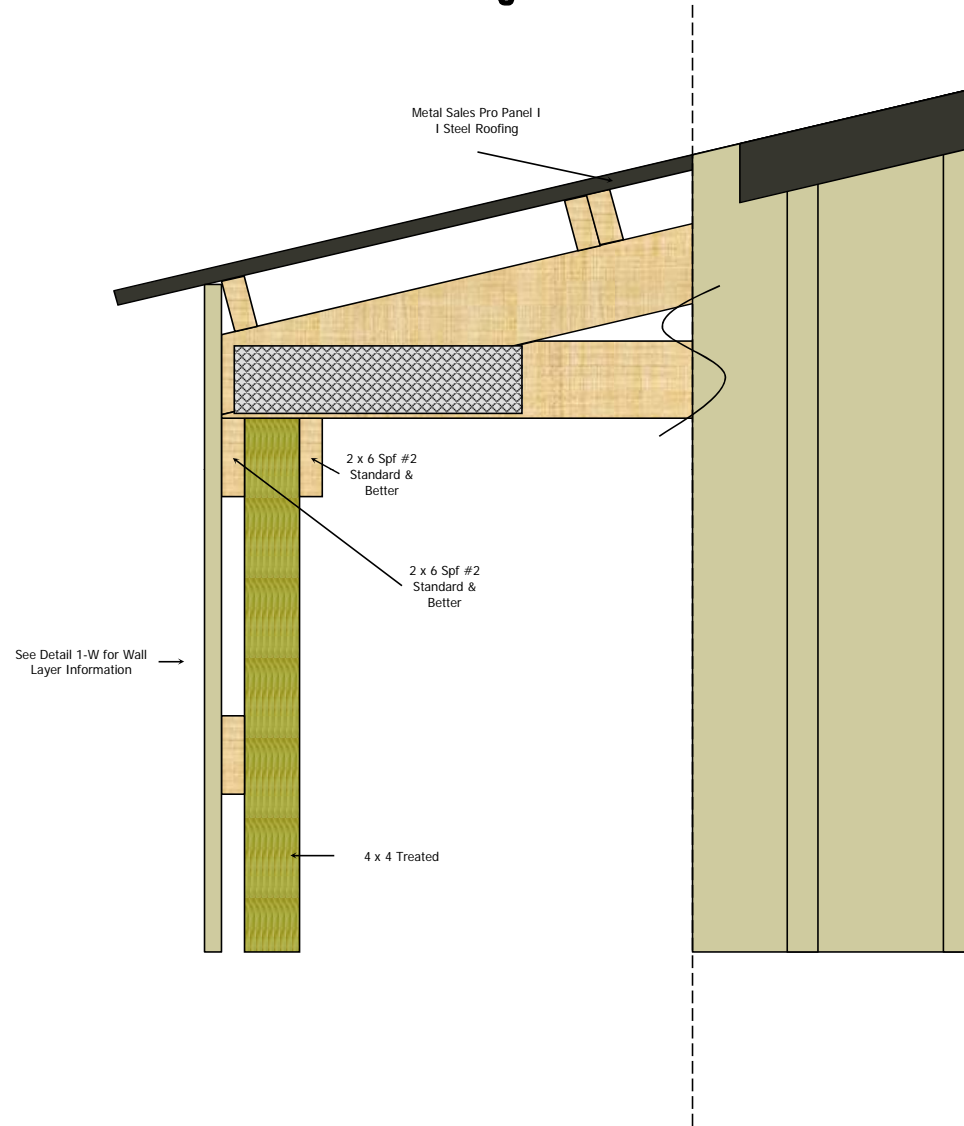 Metal Sales Pro Panel I
I Steel Roofing
2 x 6 Spf #2
Standard &
Better
2 x 6 Spf #2
Standard &
Better
See Detail 1-W for Wall
Layer Information
4 x 4 Treated